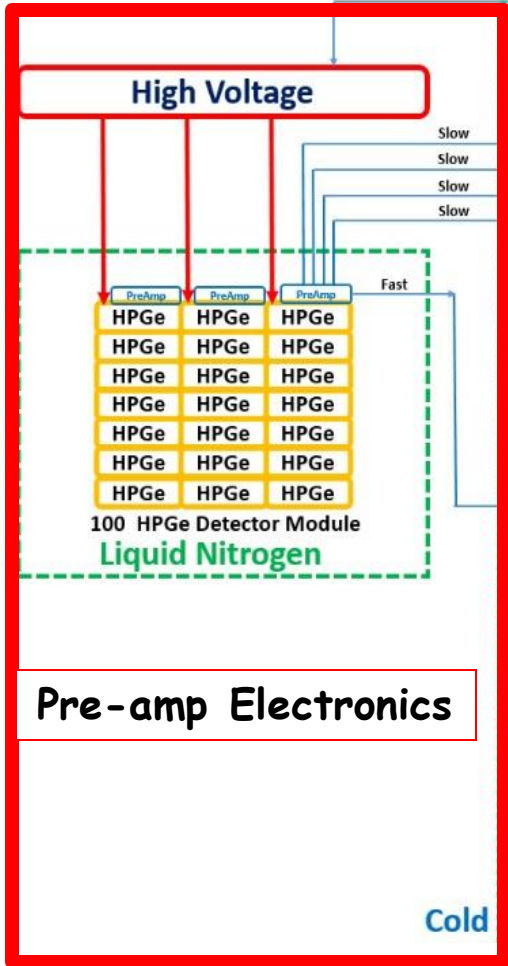 High Voltage
Slow
Slow
Slow
Slow
Fast
PreAmp PreAmp PreAmp
HPGe HPGe HPGe
HPGe HPGe HPGe
HPGe HPGe HPGe
HPGe HPGe HPGe
HPGe HPGe HPGe
HPGe HPGe HPGe
HPGe HPGe HPGe
100 HPGe Detector Module
Liquid Nitrogen
Pre-amp Electronics
Cold